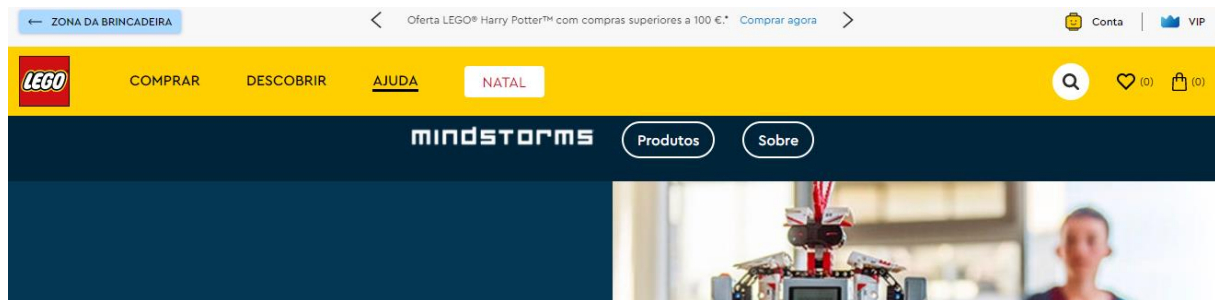 ← ZONA DA BRINCADEIRA
Oferta LEGO® Harry Potter™ com compras superiores a 100 €.* Comprar agora
Conta
VIP
LEGO
COMPRAR
DESCOBRIR
AJUDA
NATAL
(0)
(0)
mindstorms
Produtos
Sobre